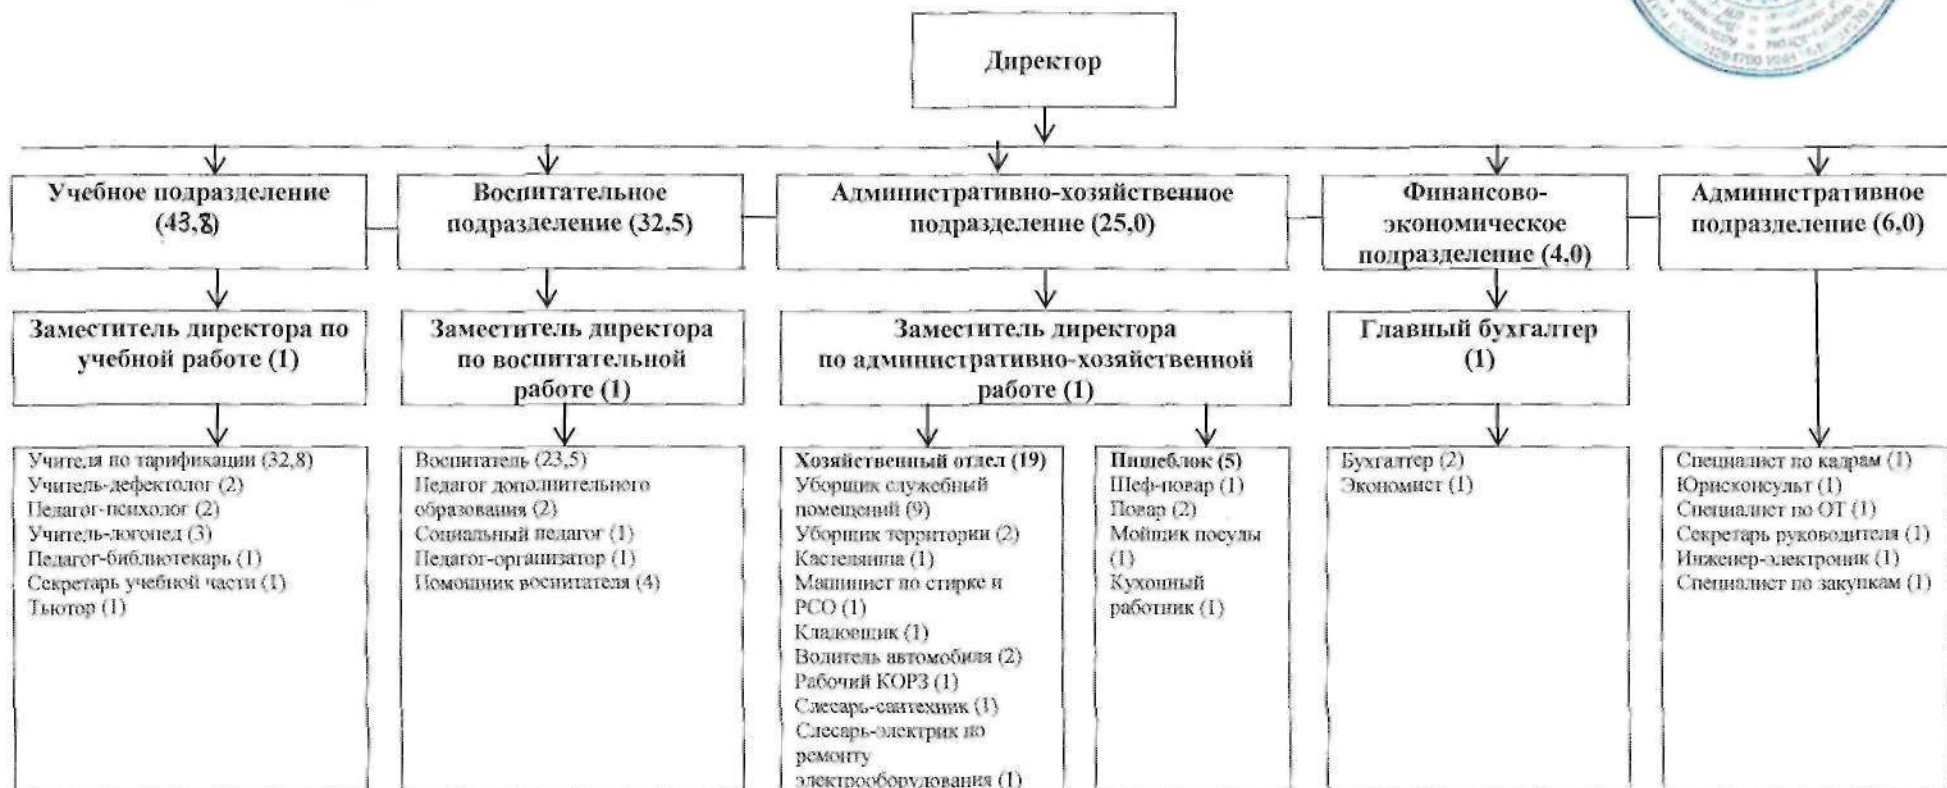 Директор
Учебное подразделение
(43,8)
Воспитательное
подразделение (32,5)
Административно-хозяйственное
подразделение (25,0)
Финансово-
экономическое
подразделение (4,0)
Административное
подразделение (6,0)
Заместитель директора по
учебной работе (1)
Заместитель директора
по воспитательной
работе (1)
Заместитель директора
по административно-хозяйственной
работе (1)
Главный бухгалтер
(1)
Учителя по тарификации (32,8)
Учитель-дефектолог (2)
Педагог-психолог (2)
Учитель-логопед (3)
Педагог-библиотекарь (1)
Секретарь учебной части (1)
Тьютор (1)
Воспитатель (23,5)
Педагог дополнительного
образования (2)
Социальный педагог (1)
Педагог-организатор (1)
Помошник воспитателя (4)
Хозяйственный отдел (19)
Уборщик служебный
помещений (9)
Уборщик территории (2)
Кастелянша (1)
Машинист по стирке и
РСО (1)
Кладовщик (1)
Водитель автомобиля (2)
Рабочий КОРЗ (1)
Слесарь-сантехник (1)
Слесарь-электрик по
ремонту
электрооборудования (1)
Пищеблок (5)
Шеф-повар (1)
Повар (2)
Мойщик посуды
(1)
Кухонный
работник (1)
Бухгалтер (2)
Экономист (1)
Специалист по кадрам (1)
Юрисконсульт (1)
Специалист по ОТ (1)
Секретарь руководителя (1)
Инженер-электроник (1)
Специалист по закупкам (1)